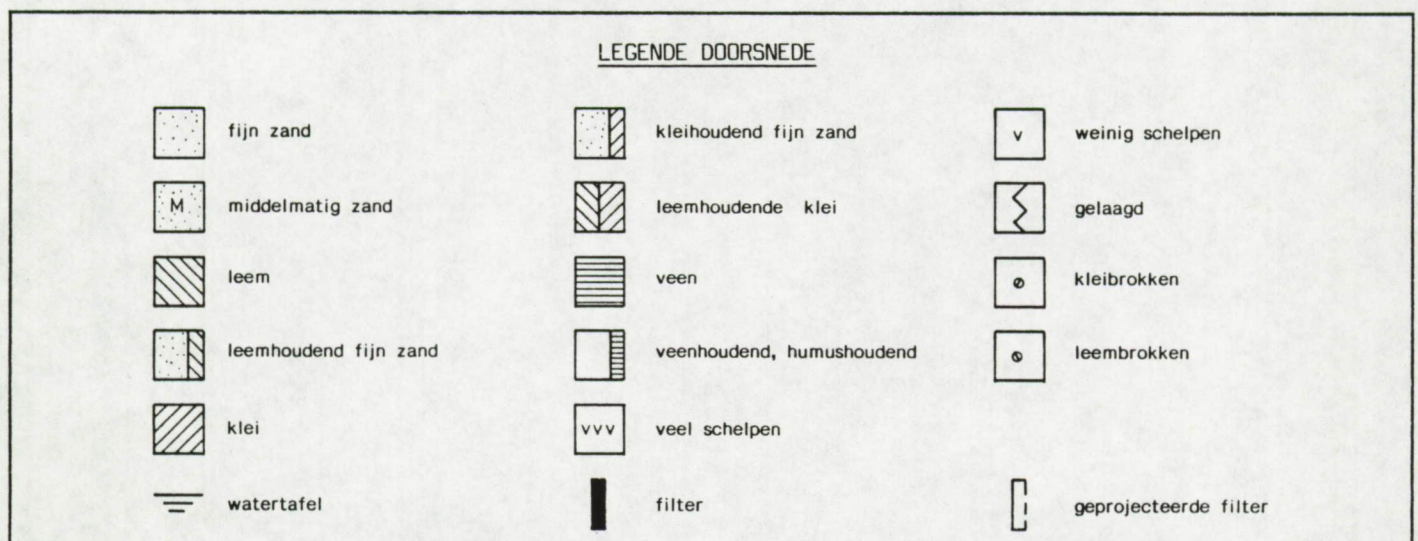 LEGENDE DOORSNEDE
fijn zand
kleihoudend fijn zand
v
weinig schelpen
M
middelmatig zand
leemhoudende klei
gelaagd
leem
veen
kleibrokken
leemhoudend fijn zand
veenhoudend, humushoudend
leembrokken
klei
vvv
veel schelpen
watertafel
filter
geprojecteerde filter